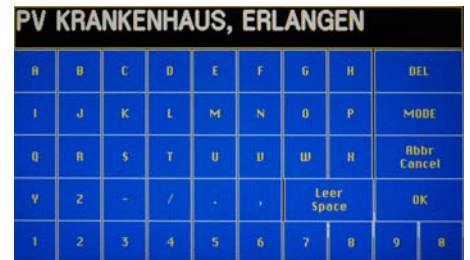 PV KRANKENHAUS, ERLANGEN
A B C D E F G H DEL
I J K L M N O P MODE
Q R S T U V W X Abbr
Cancel
Y Z - / . , Leer
Space OK
1 2 3 4 5 6 7 8 9 0